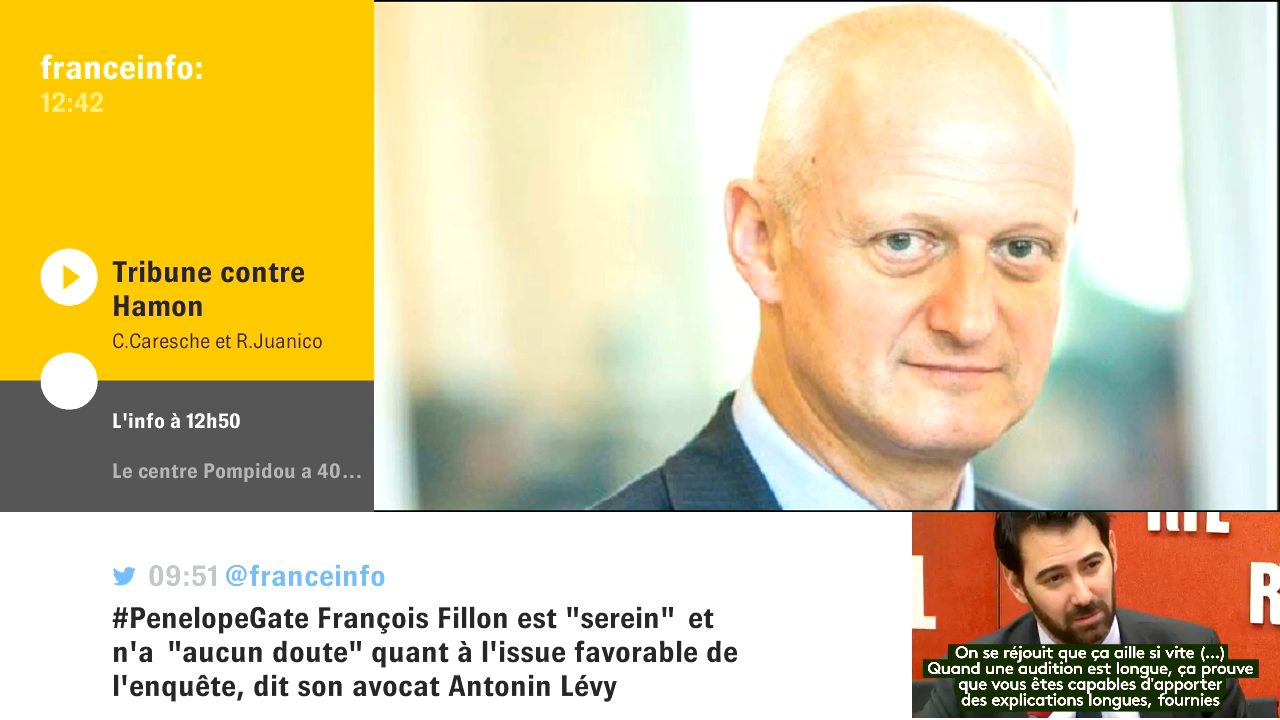 franceinfo:
12:42
Tribune contre
Hamon
C.Caresche et R.Juanico
L'info à 12h50
Le centre Pompidou a 40...
09:51 @franceinfo
#PenelopeGate François Fillon est "serein" et
n'a "aucun doute" quant à l'issue favorable de
l'enquête, dit son avocat Antonin Lévy
RTL
L
R
On se réjouit que ça aille si vite (...)
Quand une audition est longue, ça prouve
que vous êtes capables d'apporter
des explications longues, fournies